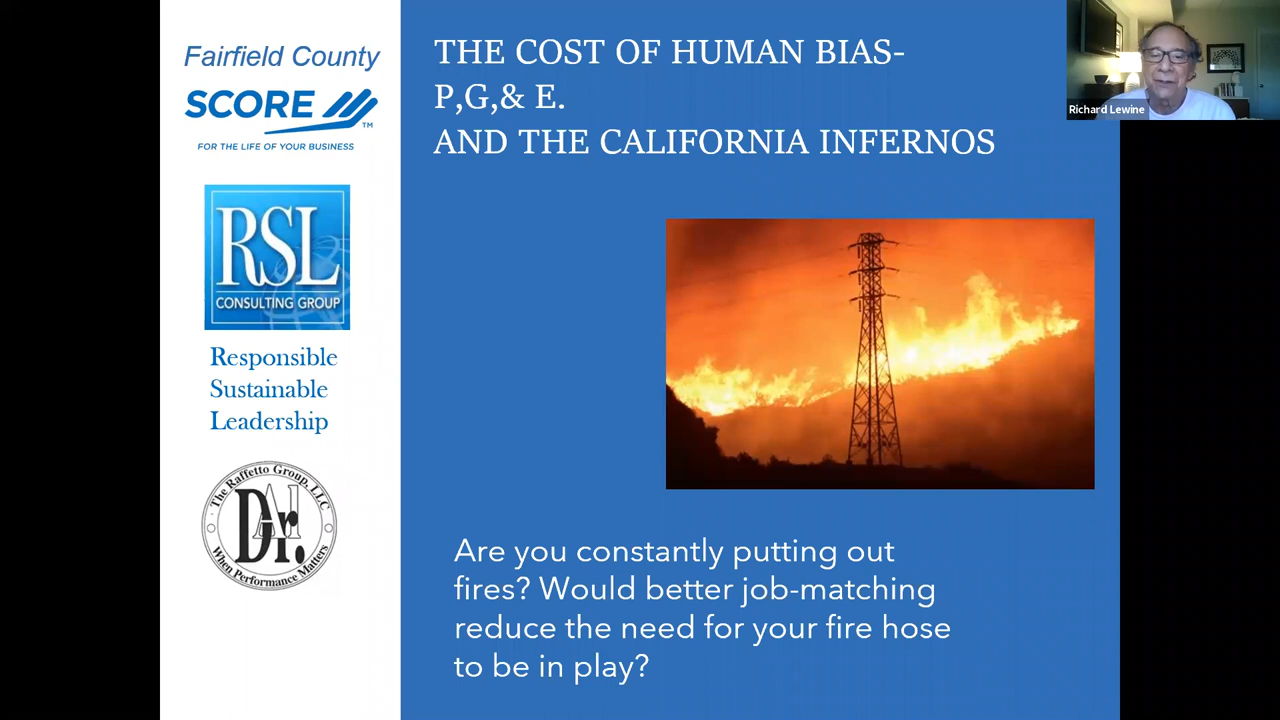 Fairfield County
SCORE
TM
FOR THE LIFE OF YOUR BUSINESS
RSL
CONSULTING GROUP
Responsible
Sustainable
Leadership
The Raffetto Group, LLC
Dr.
Al
When Performance Matters
THE COST OF HUMAN BIAS-
P,G,& E.
AND THE CALIFORNIA INFERNOS
Are you constantly putting out
fires? Would better job-matching
reduce the need for your fire hose
to be in play?
Richard Lewine